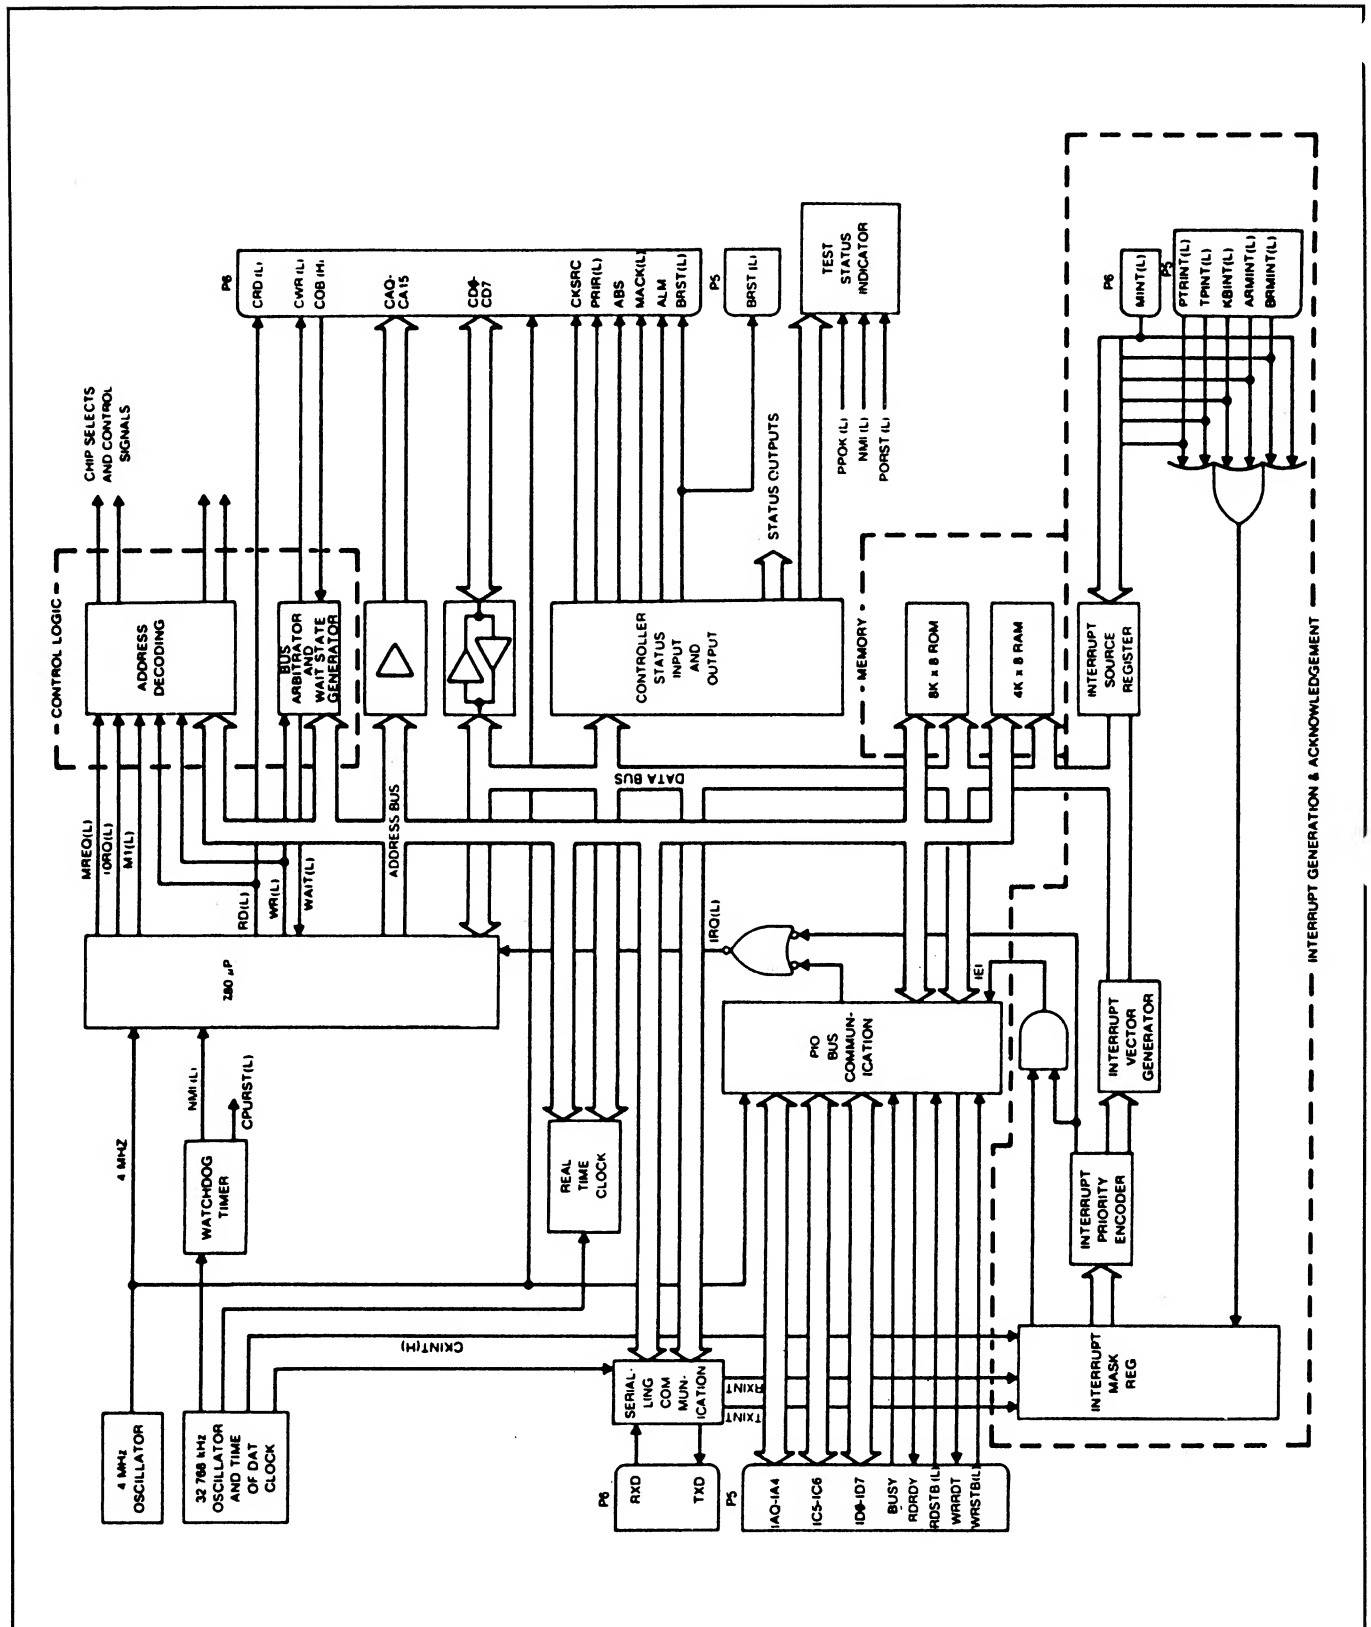 CHIP SELECTS
AND CONTROL
SIGNALS
CONTROL LOGIC
ADDRESS
DECODING
BUS
ARBITRATOR
AND
WAIT STATE
GENERATOR
P6
CRD (L)
CWR (L)
COB (H)
CAQ-
CA15
CD0-
CD7
CKSRC
PRIR(L)
ABS
MACK(L)
ALM
BRST(L)
P5
BRST (L)
TEST
STATUS
INDICATOR
PPOK (L)
NMI (L)
PORST (L)
STATUS OUTPUTS
CONTROLLER
STATUS
INPUT
AND
OUTPUT
MREQ(L)
IORQ(L)
M1(L)
RD(L)
WR(L)
WAIT(L)
ADDRESS BUS
DATA BUS
Z80 µP
4 MHZ
NMI (L)
CPURST(L)
WATCHDOG
TIMER
4 MHz
OSCILLATOR
32 768 kHz
OSCILLATOR
AND TIME
OF DAT
CLOCK
CKINT(H)
REAL
TIME
CLOCK
SERIAL-
LING
COM
MUN-
ICATION
P6
RXD
TXD
RXINT
TXINT
P5
IAQ-IA4
IC5-IC6
ID0-ID7
BUSY
RDRDY
RDSTB (L)
WRRDT
WRSTB(L)
PIO
BUS
COMMUN-
ICATION
IRQ(L)
IEI
MEMORY
8K x 8 ROM
4K x 8 RAM
INTERRUPT
SOURCE
REGISTER
P6
MINT(L)
P5
PTRINT(L)
TPINT(L)
KBINT(L)
ARMINT(L)
BRMINT(L)
INTERRUPT
VECTOR
GENERATOR
INTERRUPT
PRIORITY
ENCODER
INTERRUPT
MASK
REG
INTERRUPT GENERATION & ACKNOWLEDGEMENT